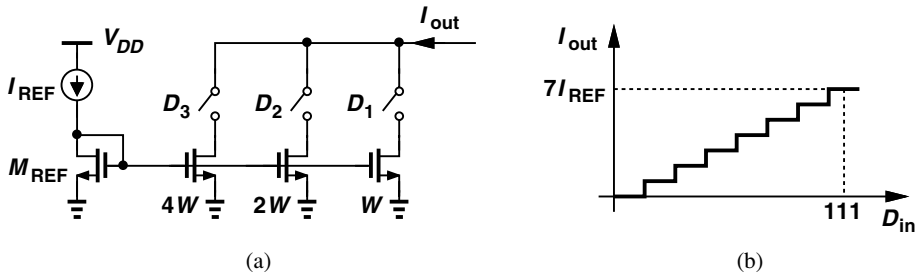 V_DD
I_REF
M_REF
D_3
D_2
D_1
I_out
4W
2W
W
(a)
I_out
7I_REF
111
D_in
(b)